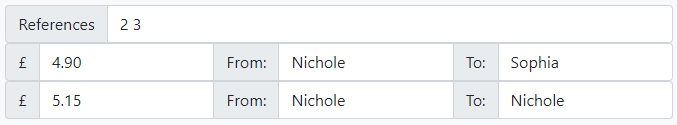 References 2 3
£ 4.90 From: Nichole To: Sophia
£ 5.15 From: Nichole To: Nichole